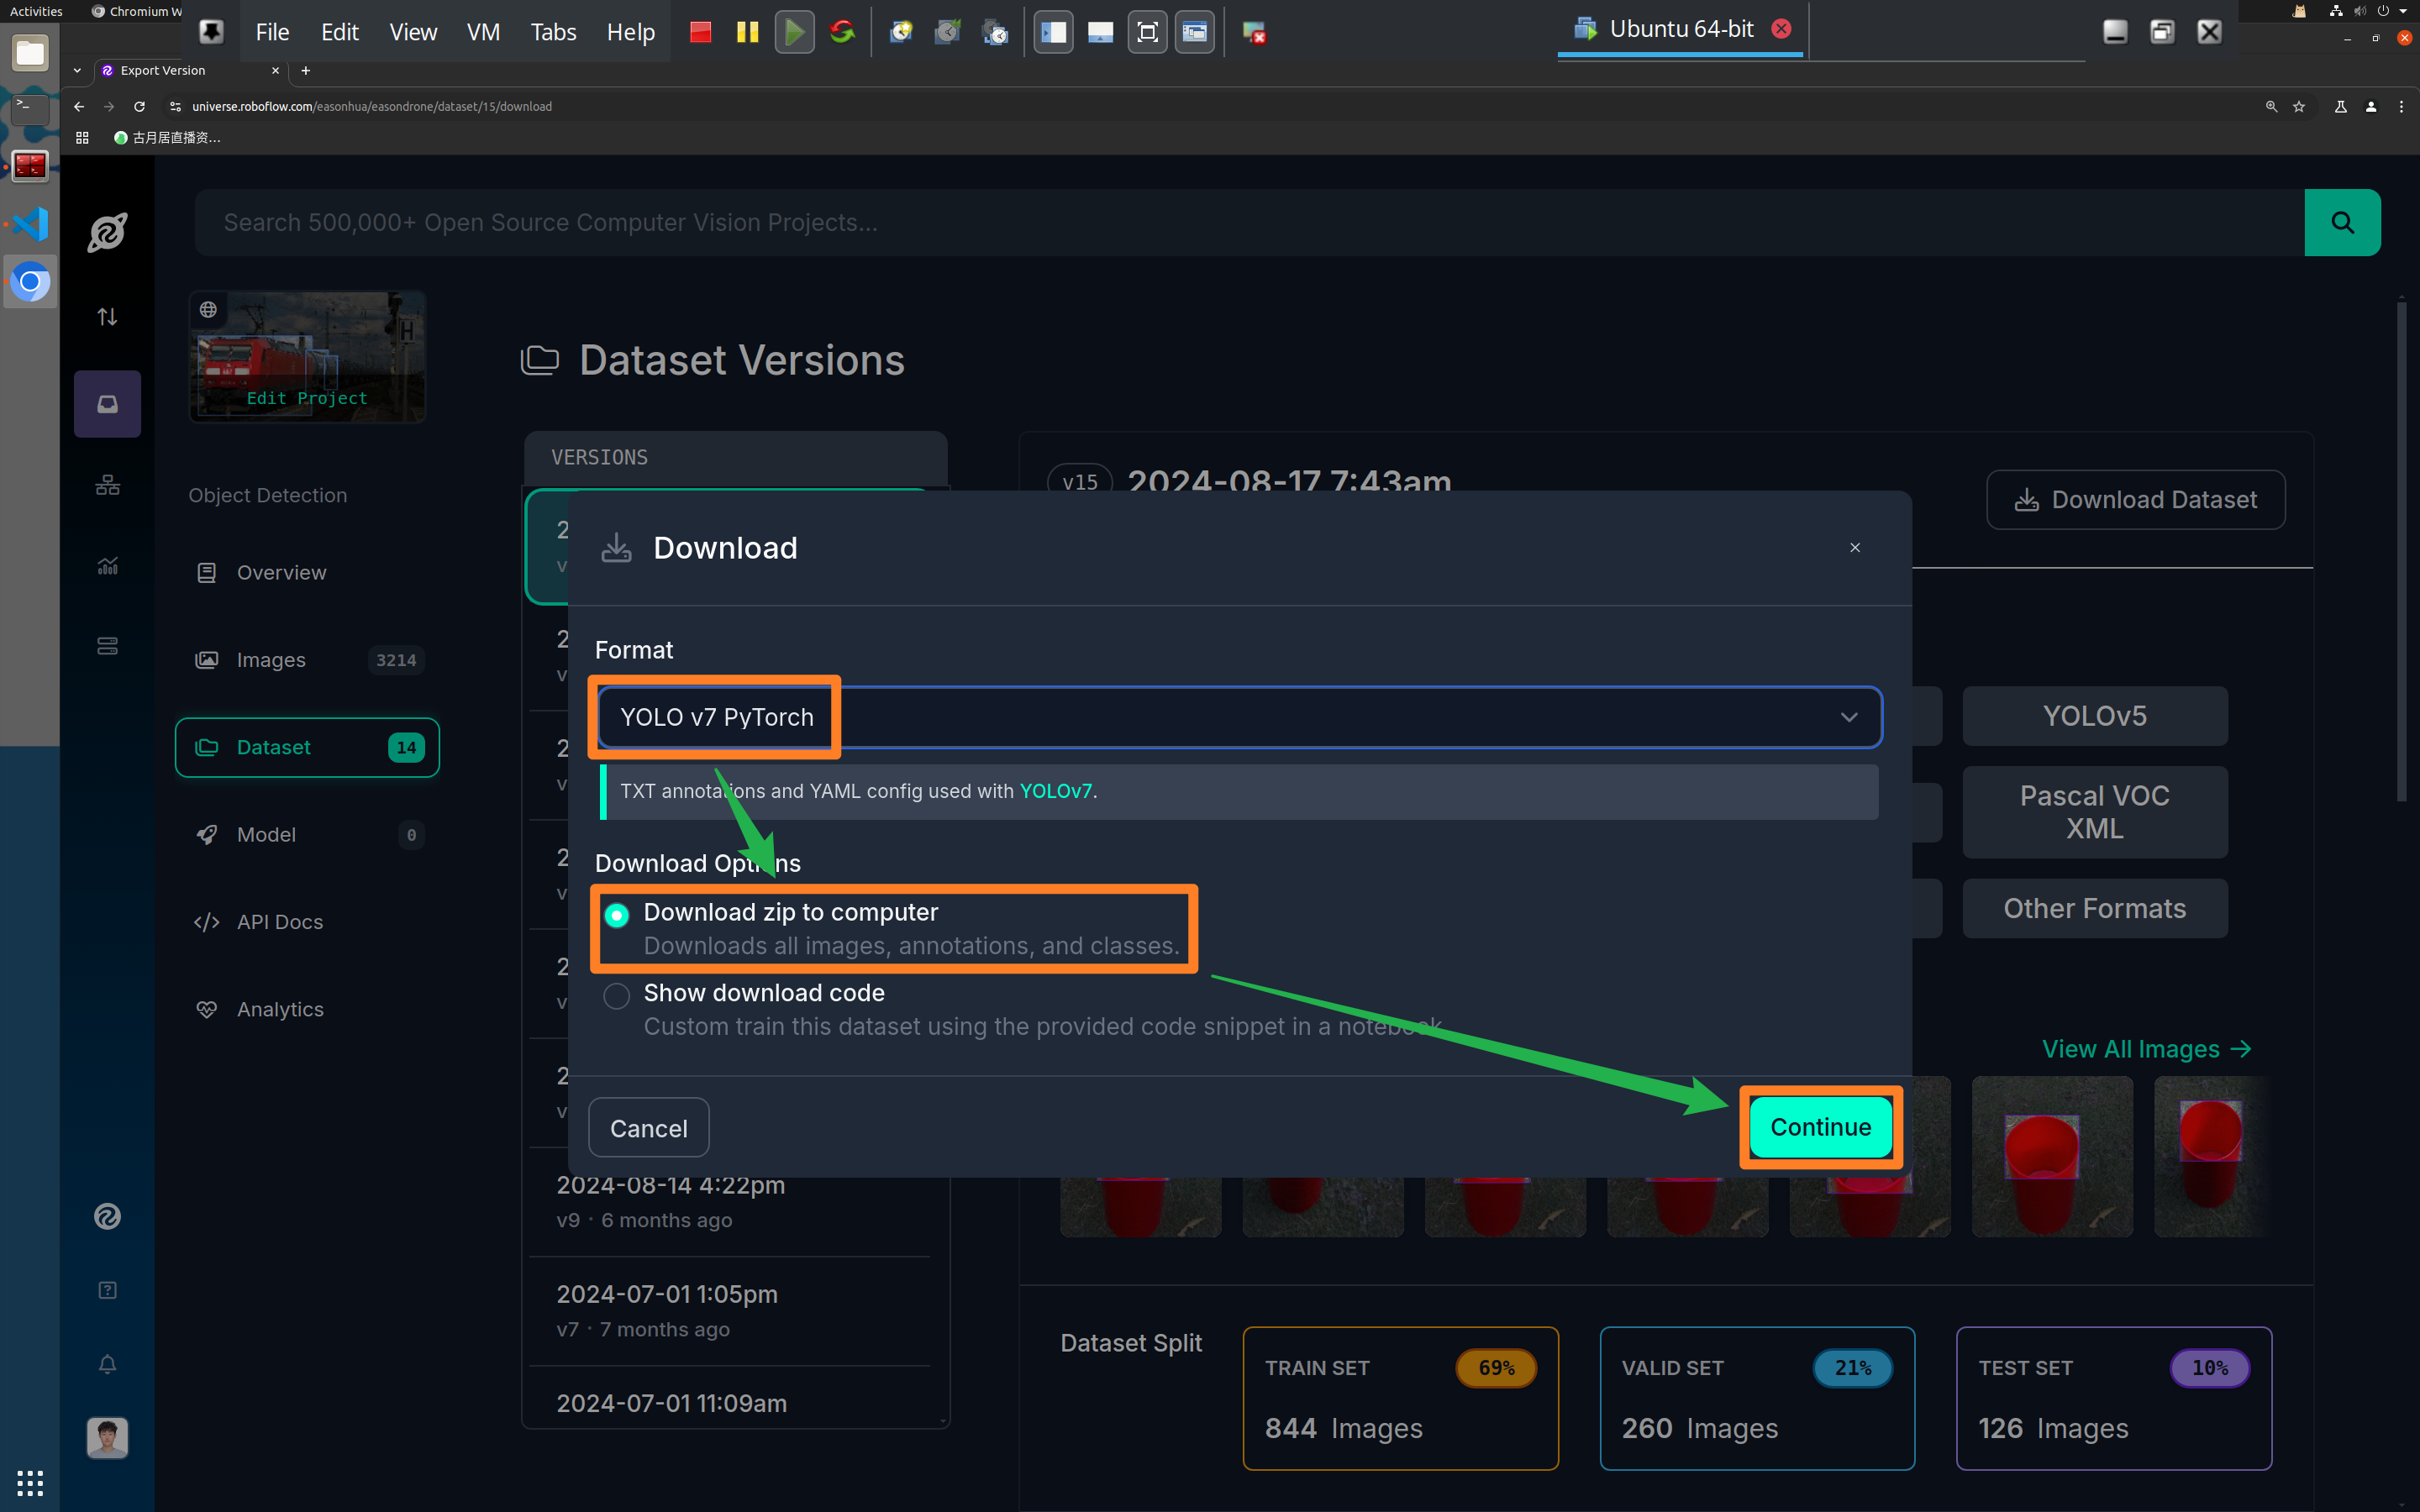 Activities
Chromium W
File Edit View VM Tabs Help
Ubuntu 64-bit
Export Version
universe.roboflow.com/easonhua/easondrone/dataset/15/download
古月居直播资...
Search 500,000+ Open Source Computer Vision Projects...
H
Edit Project
Object Detection
Overview
Images 3214
Dataset 14
Model 0
</> API Docs
Analytics
Dataset Versions
VERSIONS
2
v
2
v
2
v
2
v
2
v
2
v
2024-08-14 4:22pm
v9 · 6 months ago
2024-07-01 1:05pm
v7 · 7 months ago
2024-07-01 11:09am
v15 2024-08-17 7:43am
Download Dataset
Download
Format
YOLO v7 PyTorch
TXT annotations and YAML config used with YOLOv7.
Download Options
Download zip to computer
Downloads all images, annotations, and classes.
Show download code
Custom train this dataset using the provided code snippet in a notebook
Cancel
Continue
YOLOv5
Pascal VOC
XML
Other Formats
View All Images →
Dataset Split
TRAIN SET 69%
844 Images
VALID SET 21%
260 Images
TEST SET 10%
126 Images